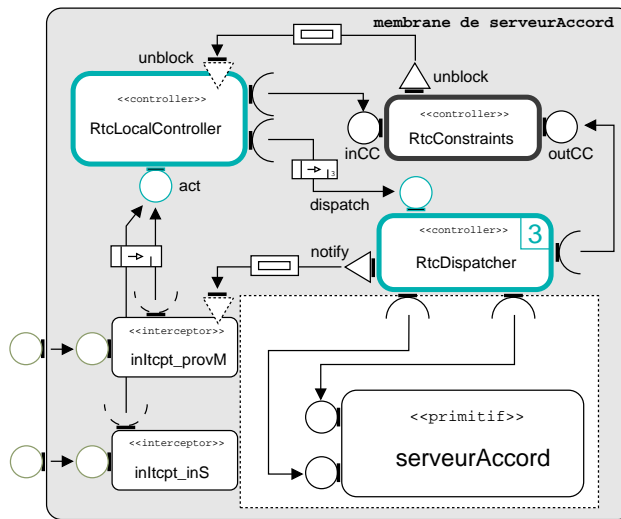 membrane de serveurAccord
unblock
unblock
<<controller>>
RtcLocalController
<<controller>>
RtcConstraints
inCC
outCC
act
3
dispatch
<<controller>>
3
RtcDispatcher
notify
<<interceptor>>
inItcpt_provM
<<primitif>>
serveurAccord
<<interceptor>>
inItcpt_inS